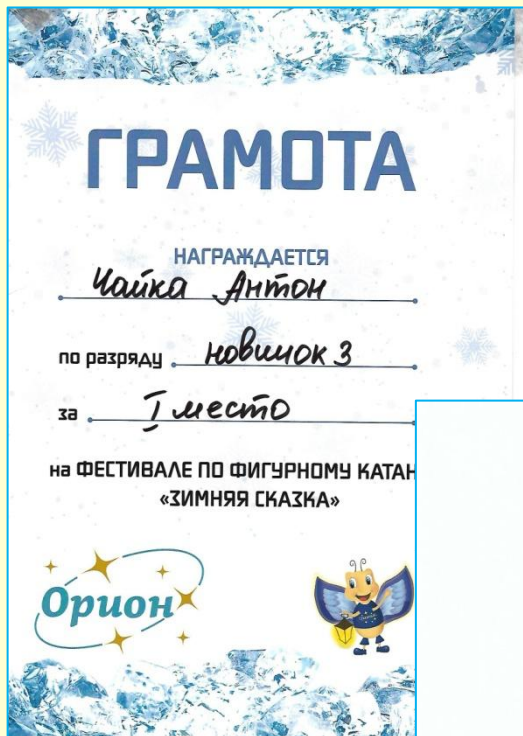 ГРАМОТА
НАГРАЖДАЕТСЯ
Чайка Антон
по разряду новичок 3
за I место
на ФЕСТИВАЛЕ ПО ФИГУРНОМУ КАТАН
«ЗИМНЯЯ СКАЗКА»
Орион